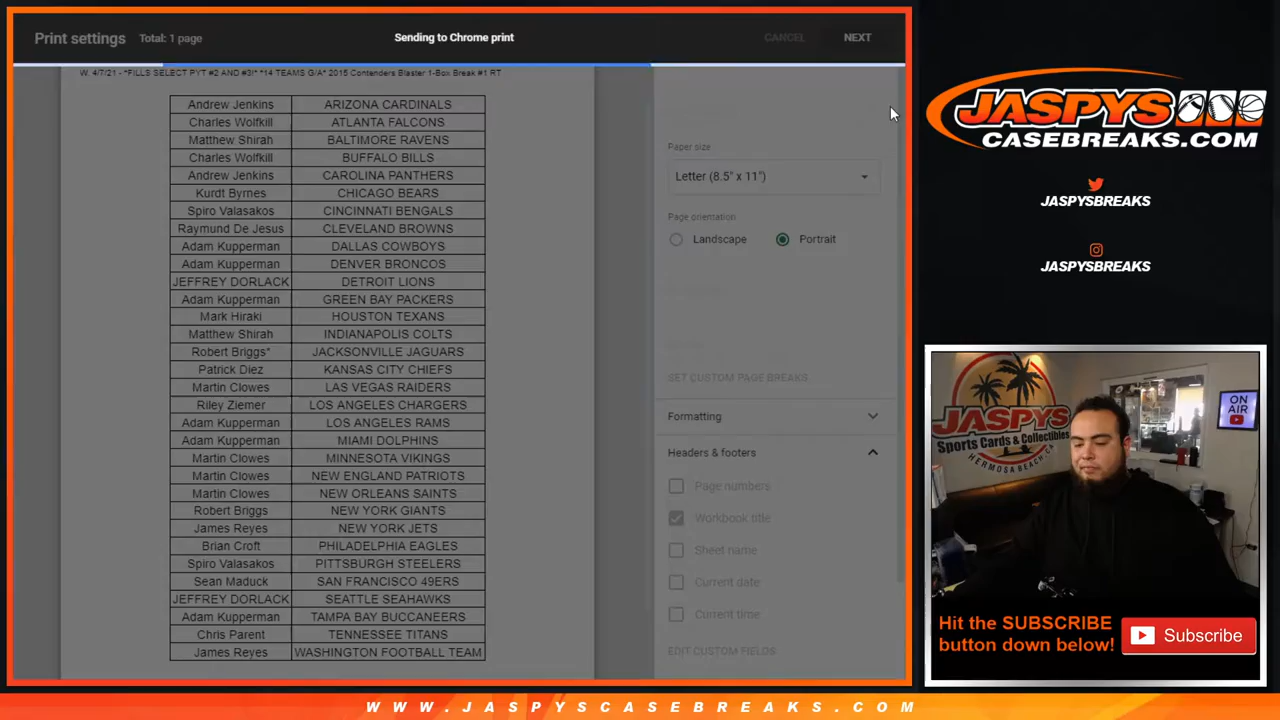 Print settings Total: 1 page Sending to Chrome print CANCEL NEXT
W. 4/7/21 - *FILLS SELECT PYT #2 AND #3!* *14 TEAMS G/A* 2015 Contenders Blaster 1-Box Break #1 RT
Andrew Jenkins ARIZONA CARDINALS
Charles Wolfkill ATLANTA FALCONS
Matthew Shirah BALTIMORE RAVENS
Charles Wolfkill BUFFALO BILLS
Andrew Jenkins CAROLINA PANTHERS
Kurdt Byrnes CHICAGO BEARS
Spiro Valasakos CINCINNATI BENGALS
Raymund De Jesus CLEVELAND BROWNS
Adam Kupperman DALLAS COWBOYS
Adam Kupperman DENVER BRONCOS
JEFFREY DORLACK DETROIT LIONS
Adam Kupperman GREEN BAY PACKERS
Mark Hiraki HOUSTON TEXANS
Matthew Shirah INDIANAPOLIS COLTS
Robert Briggs* JACKSONVILLE JAGUARS
Patrick Diez KANSAS CITY CHIEFS
Martin Clowes LAS VEGAS RAIDERS
Riley Ziemer LOS ANGELES CHARGERS
Adam Kupperman LOS ANGELES RAMS
Adam Kupperman MIAMI DOLPHINS
Martin Clowes MINNESOTA VIKINGS
Martin Clowes NEW ENGLAND PATRIOTS
Martin Clowes NEW ORLEANS SAINTS
Robert Briggs NEW YORK GIANTS
James Reyes NEW YORK JETS
Brian Croft PHILADELPHIA EAGLES
Spiro Valasakos PITTSBURGH STEELERS
Sean Maduck SAN FRANCISCO 49ERS
JEFFREY DORLACK SEATTLE SEAHAWKS
Adam Kupperman TAMPA BAY BUCCANEERS
Chris Parent TENNESSEE TITANS
James Reyes WASHINGTON FOOTBALL TEAM
Paper size
Letter (8.5" x 11")
Page orientation
Landscape Portrait
SET CUSTOM PAGE BREAKS
Formatting
Headers & footers
Page numbers
Workbook title
Sheet name
Current date
Current time
EDIT CUSTOM FIELDS
JASPYS
CASEBREAKS.COM
JASPYSBREAKS
JASPYSBREAKS
JASPYS
Sports Cards & Collectibles
HERMOSA BEACH, CA
ON
AIR
Hit the SUBSCRIBE
button down below!
Subscribe
WWW.JASPYSCASEBREAKS.COM